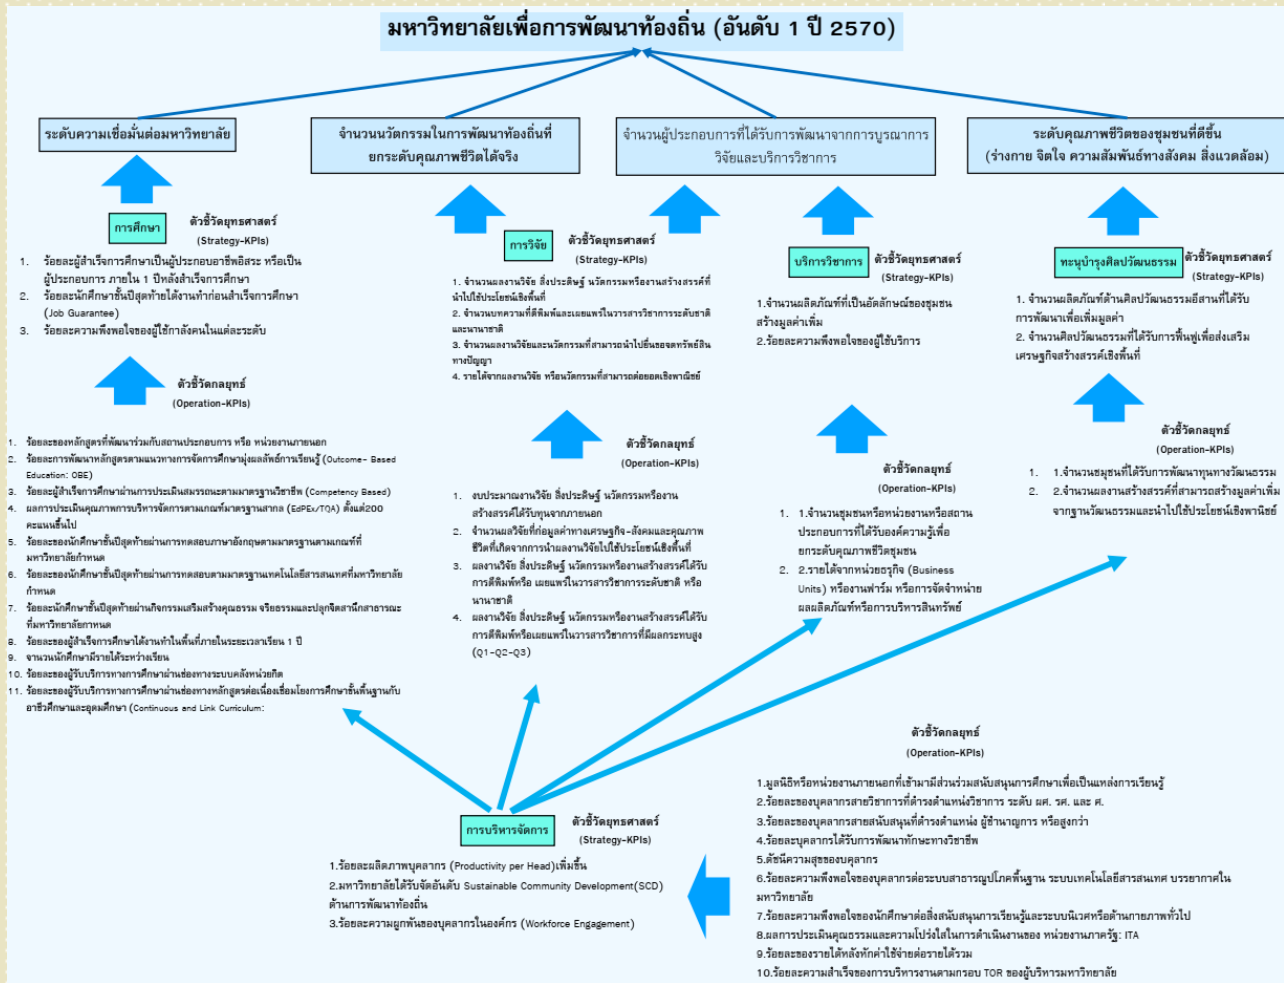 มหาวิทยาลัยเพื่อการพัฒนาท้องถิ่น (อันดับ 1 ปี 2570)
ระดับความเชื่อมั่นต่อมหาวิทยาลัย
จำนวนนวัตกรรมในการพัฒนาท้องถิ่นที่
ยกระดับคุณภาพชีวิตได้จริง
จำนวนผู้ประกอบการที่ได้รับการพัฒนาจากการบูรณาการ
วิจัยและบริการวิชาการ
ระดับคุณภาพชีวิตของชุมชนที่ดีขึ้น
(ร่างกาย จิตใจ ความสัมพันธ์ทางสังคม สิ่งแวดล้อม)
การศึกษา
ตัวชี้วัดยุทธศาสตร์
(Strategy-KPIs)
1. ร้อยละผู้สำเร็จการศึกษาเป็นผู้ประกอบอาชีพอิสระ หรือเป็น
ผู้ประกอบการ ภายใน 1 ปีหลังสำเร็จการศึกษา
2. ร้อยละนักศึกษาชั้นปีสุดท้ายได้งานทำก่อนสำเร็จการศึกษา
(Job Guarantee)
3. ร้อยละความพึงพอใจของผู้ใช้กำลังคนในแต่ละระดับ
ตัวชี้วัดกลยุทธ์
(Operation-KPIs)
1. ร้อยละของหลักสูตรที่พัฒนาร่วมกับสถานประกอบการ หรือ หน่วยงานภายนอก
2. ร้อยละการพัฒนาหลักสูตรตามแนวทางการจัดการศึกษามุ่งผลลัพธ์การเรียนรู้ (Outcome- Based
Education: OBE)
3. ร้อยละผู้สำเร็จการศึกษาผ่านการประเมินสมรรถนะตามมาตรฐานวิชาชีพ (Competency Based)
4. ผลการประเมินคุณภาพการบริหารจัดการตามเกณฑ์มาตรฐานสากล (EdPEx/TQA) ตั้งแต่200
คะแนนขึ้นไป
5. ร้อยละของนักศึกษาชั้นปีสุดท้ายผ่านการทดสอบภาษาอังกฤษตามมาตรฐานตามเกณฑ์ที่
มหาวิทยาลัยกำหนด
6. ร้อยละของนักศึกษาชั้นปีสุดท้ายผ่านการทดสอบตามมาตรฐานเทคโนโลยีสารสนเทศที่มหาวิทยาลัย
กำหนด
7. ร้อยละนักศึกษาชั้นปีสุดท้ายผ่านกิจกรรมเสริมสร้างคุณธรรม จริยธรรมและปลุกจิตสานึกสาธารณะ
ที่มหาวิทยาลัยกาหนด
8. ร้อยละของผู้สำเร็จการศึกษาได้งานทำในพื้นที่ภายในระยะเวลาเรียน 1 ปี
9. จานวนนักศึกษามีรายได้ระหว่างเรียน
10. ร้อยละของผู้รับบริการทางการศึกษาผ่านช่องทางระบบคลังหน่วยกิต
11. ร้อยละของผู้รับบริการทางการศึกษาผ่านช่องทางหลักสูตรต่อเนื่องเชื่อมโยงการศึกษาขั้นพื้นฐานกับ
อาชีวศึกษาและอุดมศึกษา (Continuous and Link Curriculum:
การวิจัย
ตัวชี้วัดยุทธศาสตร์
(Strategy-KPIs)
1. จำนวนผลงานวิจัย สิ่งประดิษฐ์ นวัตกรรมหรืองานสร้างสรรค์ที่
นำไปใช้ประโยชน์เชิงพื้นที่
2. จำนวนบทความที่ตีพิมพ์และเผยแพร่ในวารสารวิชาการระดับชาติ
และนานาชาติ
3. จำนวนผลงานวิจัยและนวัตกรรมที่สามารถนำไปยื่นขอจดทรัพย์สิน
ทางปัญญา
4. รายได้จากผลงานวิจัย หรือนวัตกรรมที่สามารถต่อยอดเชิงพาณิชย์
ตัวชี้วัดกลยุทธ์
(Operation-KPIs)
1. งบประมาณงานวิจัย สิ่งประดิษฐ์ นวัตกรรมหรืองาน
สร้างสรรค์ได้รับทุนจากภายนอก
2. จำนวนผลวิจัยที่ก่อมูลค่าทางเศรษฐกิจ-สังคมและคุณภาพ
ชีวิตที่เกิดจากการนำผลงานวิจัยไปใช้ประโยชน์เชิงพื้นที่
3. ผลงานวิจัย สิ่งประดิษฐ์ นวัตกรรมหรืองานสร้างสรรค์ได้รับ
การตีพิมพ์หรือ เผยแพร่ในวารสารวิชาการระดับชาติ หรือ
นานาชาติ
4. ผลงานวิจัย สิ่งประดิษฐ์ นวัตกรรมหรืองานสร้างสรรค์ได้รับ
การตีพิมพ์หรือเผยแพร่ในวารสารวิชาการที่มีผลกระทบสูง
(Q1-Q2-Q3)
บริการวิชาการ
ตัวชี้วัดยุทธศาสตร์
(Strategy-KPIs)
1.จำนวนผลิตภัณฑ์ที่เป็นอัตลักษณ์ของชุมชน
สร้างมูลค่าเพิ่ม
2.ร้อยละความพึงพอใจของผู้ใช้บริการ
ตัวชี้วัดกลยุทธ์
(Operation-KPIs)
1. 1.จำนวนชุมชนหรือหน่วยงานหรือสถาน
ประกอบการที่ได้รับองค์ความรู้เพื่อ
ยกระดับคุณภาพชีวิตชุมชน
2. 2.รายได้จากหน่วยธุรกิจ (Business
Units) หรืองานฟาร์ม หรือการจัดจำหน่าย
ผลผลิตภัณฑ์หรือการบริหารสินทรัพย์
ทะนุบำรุงศิลปวัฒนธรรม
ตัวชี้วัดยุทธศาสตร์
(Strategy-KPIs)
1. จำนวนผลิตภัณฑ์ด้านศิลปวัฒนธรรมอีสานที่ได้รับ
การพัฒนาเพื่อเพิ่มมูลค่า
2. จำนวนศิลปวัฒนธรรมที่ได้รับการฟื้นฟูเพื่อส่งเสริม
เศรษฐกิจสร้างสรรค์เชิงพื้นที่
ตัวชี้วัดกลยุทธ์
(Operation-KPIs)
1. 1.จำนวนชุมชนที่ได้รับการพัฒนาทุนทางวัฒนธรรม
2. 2.จำนวนผลงานสร้างสรรค์ที่สามารถสร้างมูลค่าเพิ่ม
จากฐานวัฒนธรรมและนำไปใช้ประโยชน์เชิงพานิชย์
การบริหารจัดการ
ตัวชี้วัดยุทธศาสตร์
(Strategy-KPIs)
1.ร้อยละผลิตภาพบุคลากร (Productivity per Head)เพิ่มขึ้น
2.มหาวิทยาลัยได้รับจัดอันดับ Sustainable Community Development(SCD)
ด้านการพัฒนาท้องถิ่น
3.ร้อยละความผูกพันของบุคลากรในองค์กร (Workforce Engagement)
ตัวชี้วัดกลยุทธ์
(Operation-KPIs)
1.มูลนิธิหรือหน่วยงานภายนอกที่เข้ามามีส่วนร่วมสนับสนุนการศึกษาเพื่อเป็นแหล่งการเรียนรู้
2.ร้อยละของบุคลากรสายวิชาการที่ดำรงตำแหน่งวิชาการ ระดับ ผศ. รศ. และ ศ.
3.ร้อยละของบุคลากรสายสนับสนุนที่ดำรงตำแหน่ง ผู้ชำนาญการ หรือสูงกว่า
4.ร้อยละบุคลากรได้รับการพัฒนาทักษะทางวิชาชีพ
5.ดัชนีความสุขของบคุลากร
6.ร้อยละความพึงพอใจของบุคลากรต่อระบบสาธารณูปโภคพื้นฐาน ระบบเทคโนโลยีสารสนเทศ บรรยากาศใน
มหาวิทยาลัย
7.ร้อยละความพึงพอใจของนักศึกษาต่อสิ่งสนับสนุนการเรียนรู้และระบบนิเวศหรือด้านกายภาพทั่วไป
8.ผลการประเมินคุณธรรมและความโปร่งใสในการดำเนินงานของ หน่วยงานภาครัฐ: ITA
9.ร้อยละของรายได้หลังหักค่าใช้จ่ายต่อรายได้รวม
10.ร้อยละความสำเร็จของการบริหารงานตามกรอบ TOR ของผู้บริหารมหาวิทยาลัย